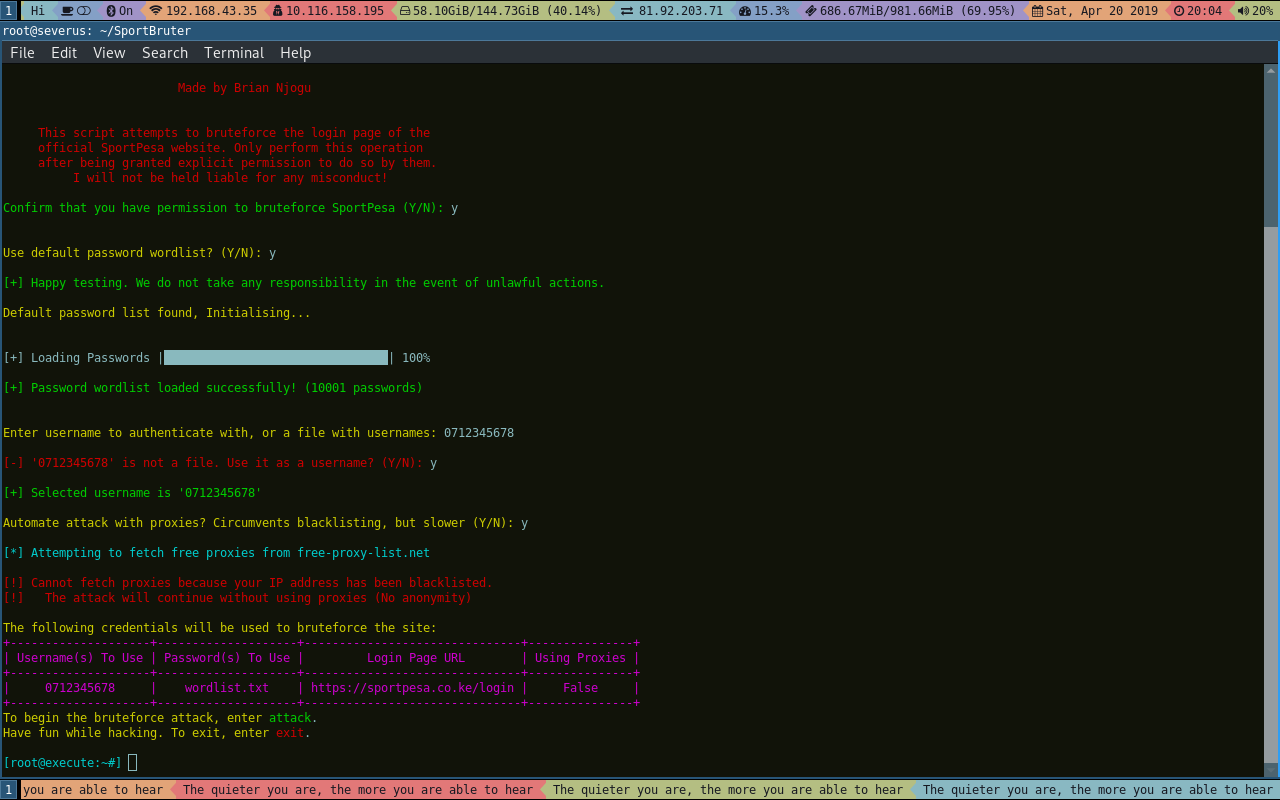 1 Hi On 192.168.43.35 10.116.158.195 58.10GiB/144.73GiB (40.14%) 81.92.203.71 15.3% 686.67MiB/981.66MiB (69.95%) Sat, Apr 20 2019 20:04 20%
root@severus: ~/SportBruter
File Edit View Search Terminal Help
Made by Brian Njogu
This script attempts to bruteforce the login page of the
official SportPesa website. Only perform this operation
after being granted explicit permission to do so by them.
I will not be held liable for any misconduct!
Confirm that you have permission to bruteforce SportPesa (Y/N): y
Use default password wordlist? (Y/N): y
[+] Happy testing. We do not take any responsibility in the event of unlawful actions.
Default password list found, Initialising...
[+] Loading Passwords |                                | 100%
[+] Password wordlist loaded successfully! (10001 passwords)
Enter username to authenticate with, or a file with usernames: 0712345678
[-] '0712345678' is not a file. Use it as a username? (Y/N): y
[+] Selected username is '0712345678'
Automate attack with proxies? Circumvents blacklisting, but slower (Y/N): y
[*] Attempting to fetch free proxies from free-proxy-list.net
[!] Cannot fetch proxies because your IP address has been blacklisted.
[!]   The attack will continue without using proxies (No anonymity)
The following credentials will be used to bruteforce the site:
+--------------------+--------------------+-------------------------------+---------------+
| Username(s) To Use | Password(s) To Use |         Login Page URL        | Using Proxies |
+--------------------+--------------------+-------------------------------+---------------+
|     0712345678     |    wordlist.txt    | https://sportpesa.co.ke/login |     False     |
+--------------------+--------------------+-------------------------------+---------------+
To begin the bruteforce attack, enter attack.
Have fun while hacking. To exit, enter exit.
[root@execute:~#]
1 you are able to hear The quieter you are, the more you are able to hear The quieter you are, the more you are able to hear The quieter you are, the more you are able to hear